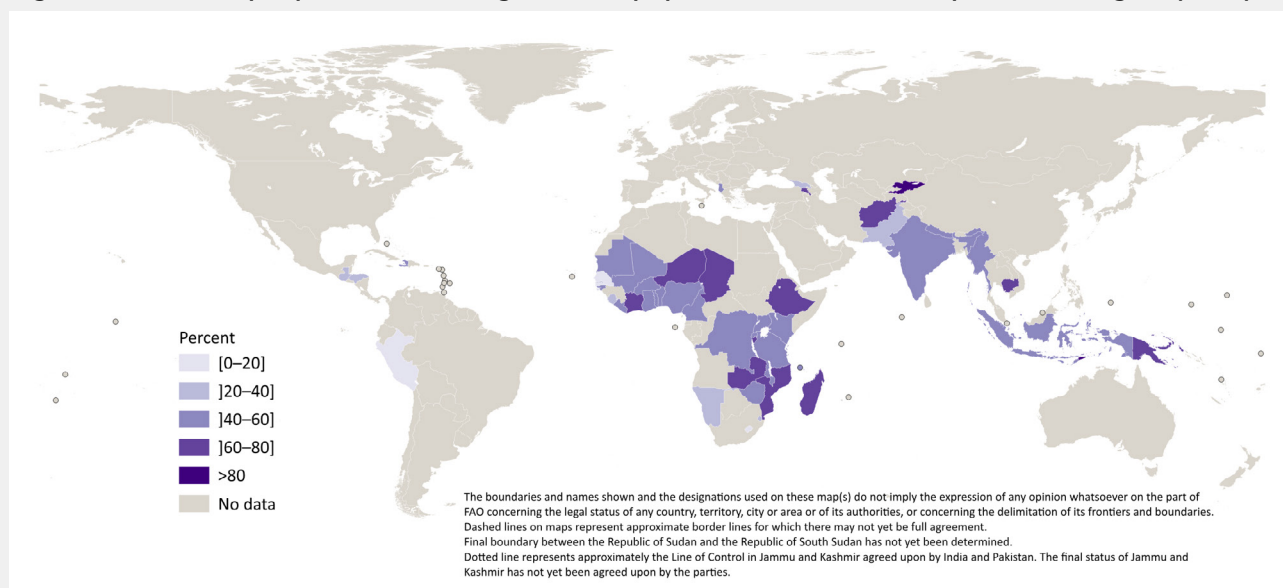 Percent
[0–20]
]20–40]
]40–60]
]60–80]
>80
No data
The boundaries and names shown and the designations used on these map(s) do not imply the expression of any opinion whatsoever on the part of
FAO concerning the legal status of any country, territory, city or area or of its authorities, or concerning the delimitation of its frontiers and boundaries.
Dashed lines on maps represent approximate border lines for which there may not yet be full agreement.
Final boundary between the Republic of Sudan and the Republic of South Sudan has not yet been determined.
Dotted line represents approximately the Line of Control in Jammu and Kashmir agreed upon by India and Pakistan. The final status of Jammu and
Kashmir has not yet been agreed upon by the parties.